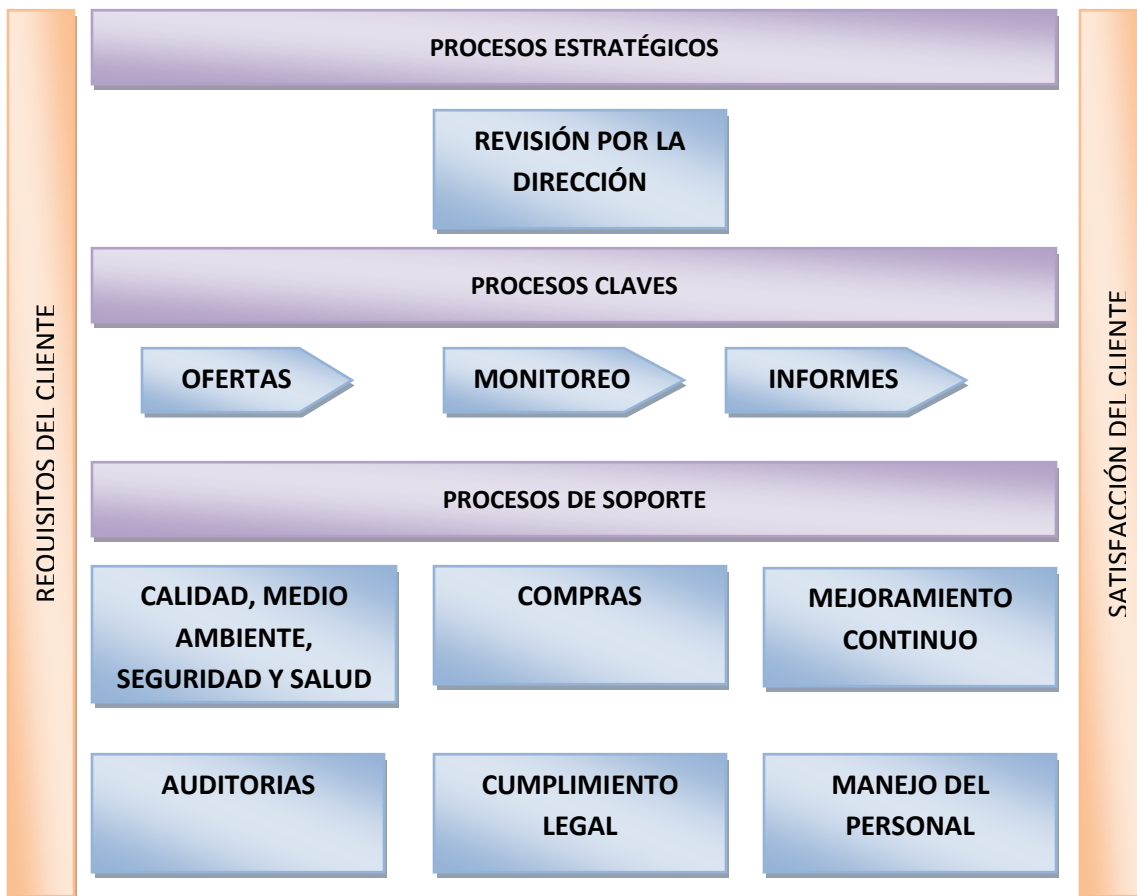 REQUISITOS DEL CLIENTE
PROCESOS ESTRATÉGICOS
REVISIÓN POR LA
DIRECCIÓN
PROCESOS CLAVES
OFERTAS
MONITOREO
INFORMES
PROCESOS DE SOPORTE
CALIDAD, MEDIO
AMBIENTE,
SEGURIDAD Y SALUD
COMPRAS
MEJORAMIENTO
CONTINUO
AUDITORIAS
CUMPLIMIENTO
LEGAL
MANEJO DEL
PERSONAL
SATISFACCIÓN DEL CLIENTE